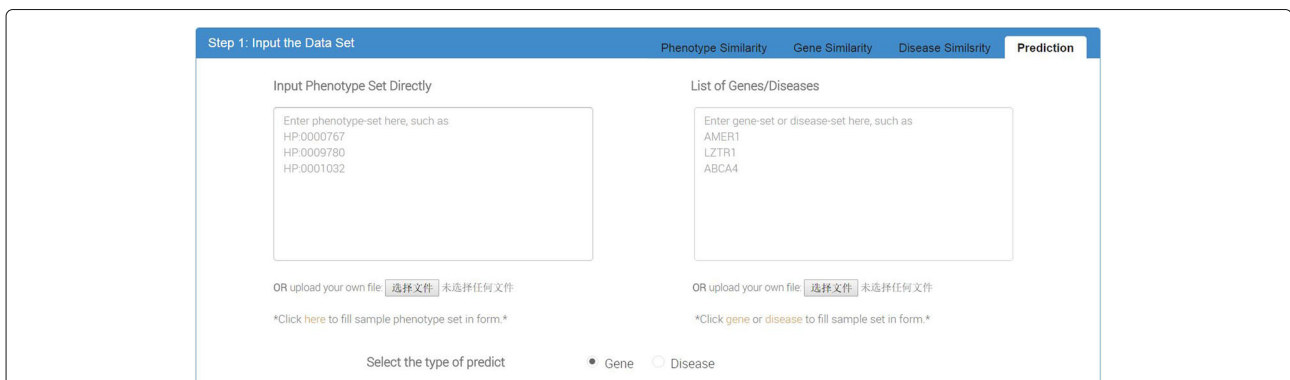 Step 1: Input the Data Set
Phenotype Similarity Gene Similarity Disease Similsrity Prediction
Input Phenotype Set Directly
Enter phenotype-set here, such as
HP:0000767
HP:0009780
HP:0001032
OR upload your own file: 选择文件 未选择任何文件
*Click here to fill sample phenotype set in form.*
List of Genes/Diseases
Enter gene-set or disease-set here, such as
AMER1
LZTR1
ABCA4
OR upload your own file: 选择文件 未选择任何文件
*Click gene or disease to fill sample set in form.*
Select the type of predict Gene Disease